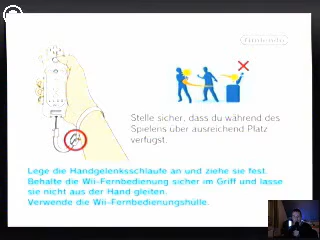 Nintendo
Stelle sicher, dass du während des
Spielens über ausreichend Platz
verfügst.
Lege die Handgelenksschlaufe an und ziehe sie fest.
Behalte die Wii-Fernbedienung sicher im Griff und lasse
sie nicht aus der Hand gleiten.
Verwende die Wii-Fernbedienungshülle.